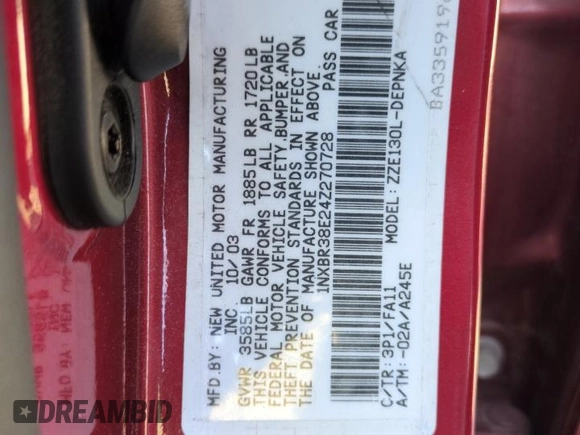 MFD.BY: NEW UNITED MOTOR MANUFACTURING
INC. 10/03
GVWR 3585LB GAWR FR 1885LB RR 1720LB
THIS VEHICLE CONFORMS TO ALL APPLICABLE
FEDERAL MOTOR VEHICLE SAFETY,BUMPER,AND
THEFT PREVENTION STANDARDS IN EFFECT ON
THE DATE OF MANUFACTURE SHOWN ABOVE.
1NXBR38E24Z270728 PASS CAR
C/TR: 3P1/FA11
A/TM: -02A/A245E
MODEL: ZZE130L-DEPNKA
BA335919
DREAMBID